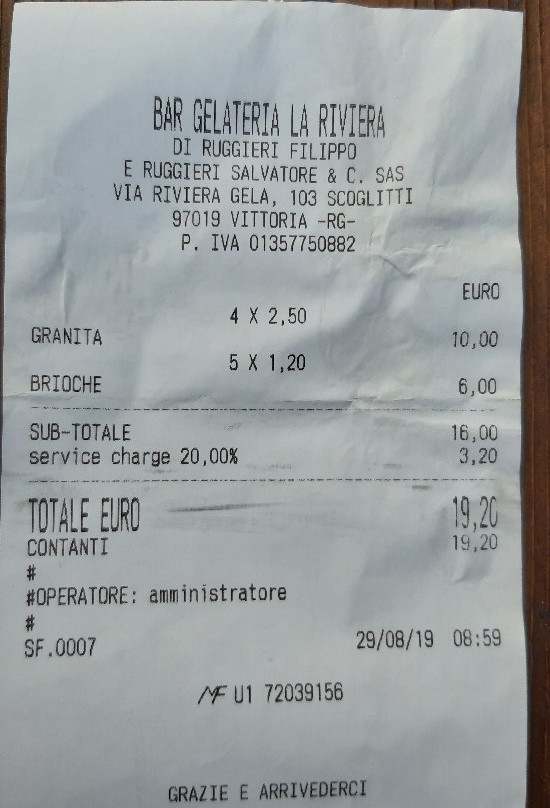 BAR GELATERIA LA RIVIERA
DI RUGGIERI FILIPPO
E RUGGIERI SALVATORE & C. SAS
VIA RIVIERA GELA, 103 SCOGLITTI
97019 VITTORIA -RG-
P. IVA 01357750882
EURO
4 X 2,50
GRANITA 10,00
5 X 1,20
BRIOCHE 6,00
SUB-TOTALE 16,00
service charge 20,00% 3,20
TOTALE EURO 19,20
CONTANTI 19,20
#
#OPERATORE: amministratore
#
SF.0007 29/08/19 08:59
MF U1 72039156
GRAZIE E ARRIVEDERCI